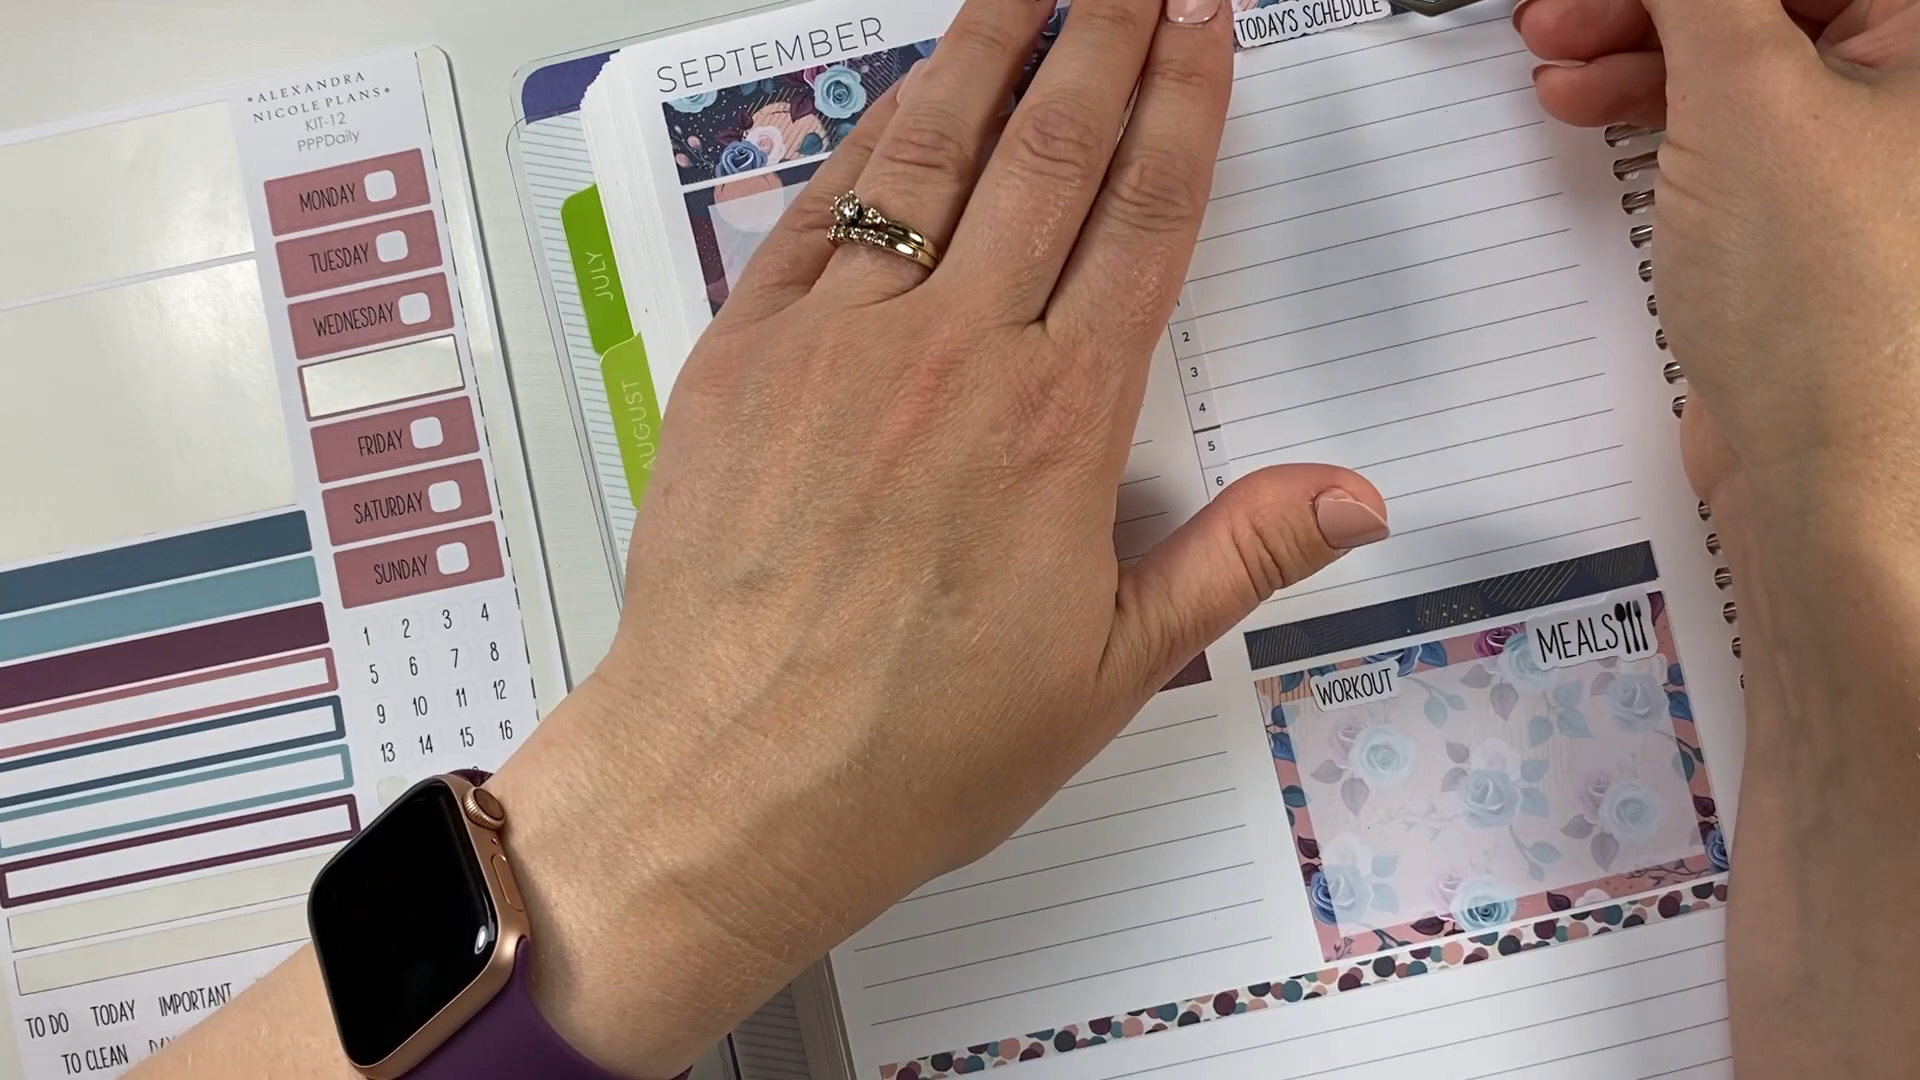 •ALEXANDRA
NICOLE PLANS•
KIT-12
PPPDaily
MONDAY
TUESDAY
WEDNESDAY
FRIDAY
SATURDAY
SUNDAY
1 2 3 4
5 6 7 8
9 10 11 12
13 14 15 16
TO DO TODAY IMPORTANT
TO CLEAN
JULY
AUGUST
SEPTEMBER
TODAY'S SCHEDULE
2
3
4
5
6
WORKOUT
MEALS